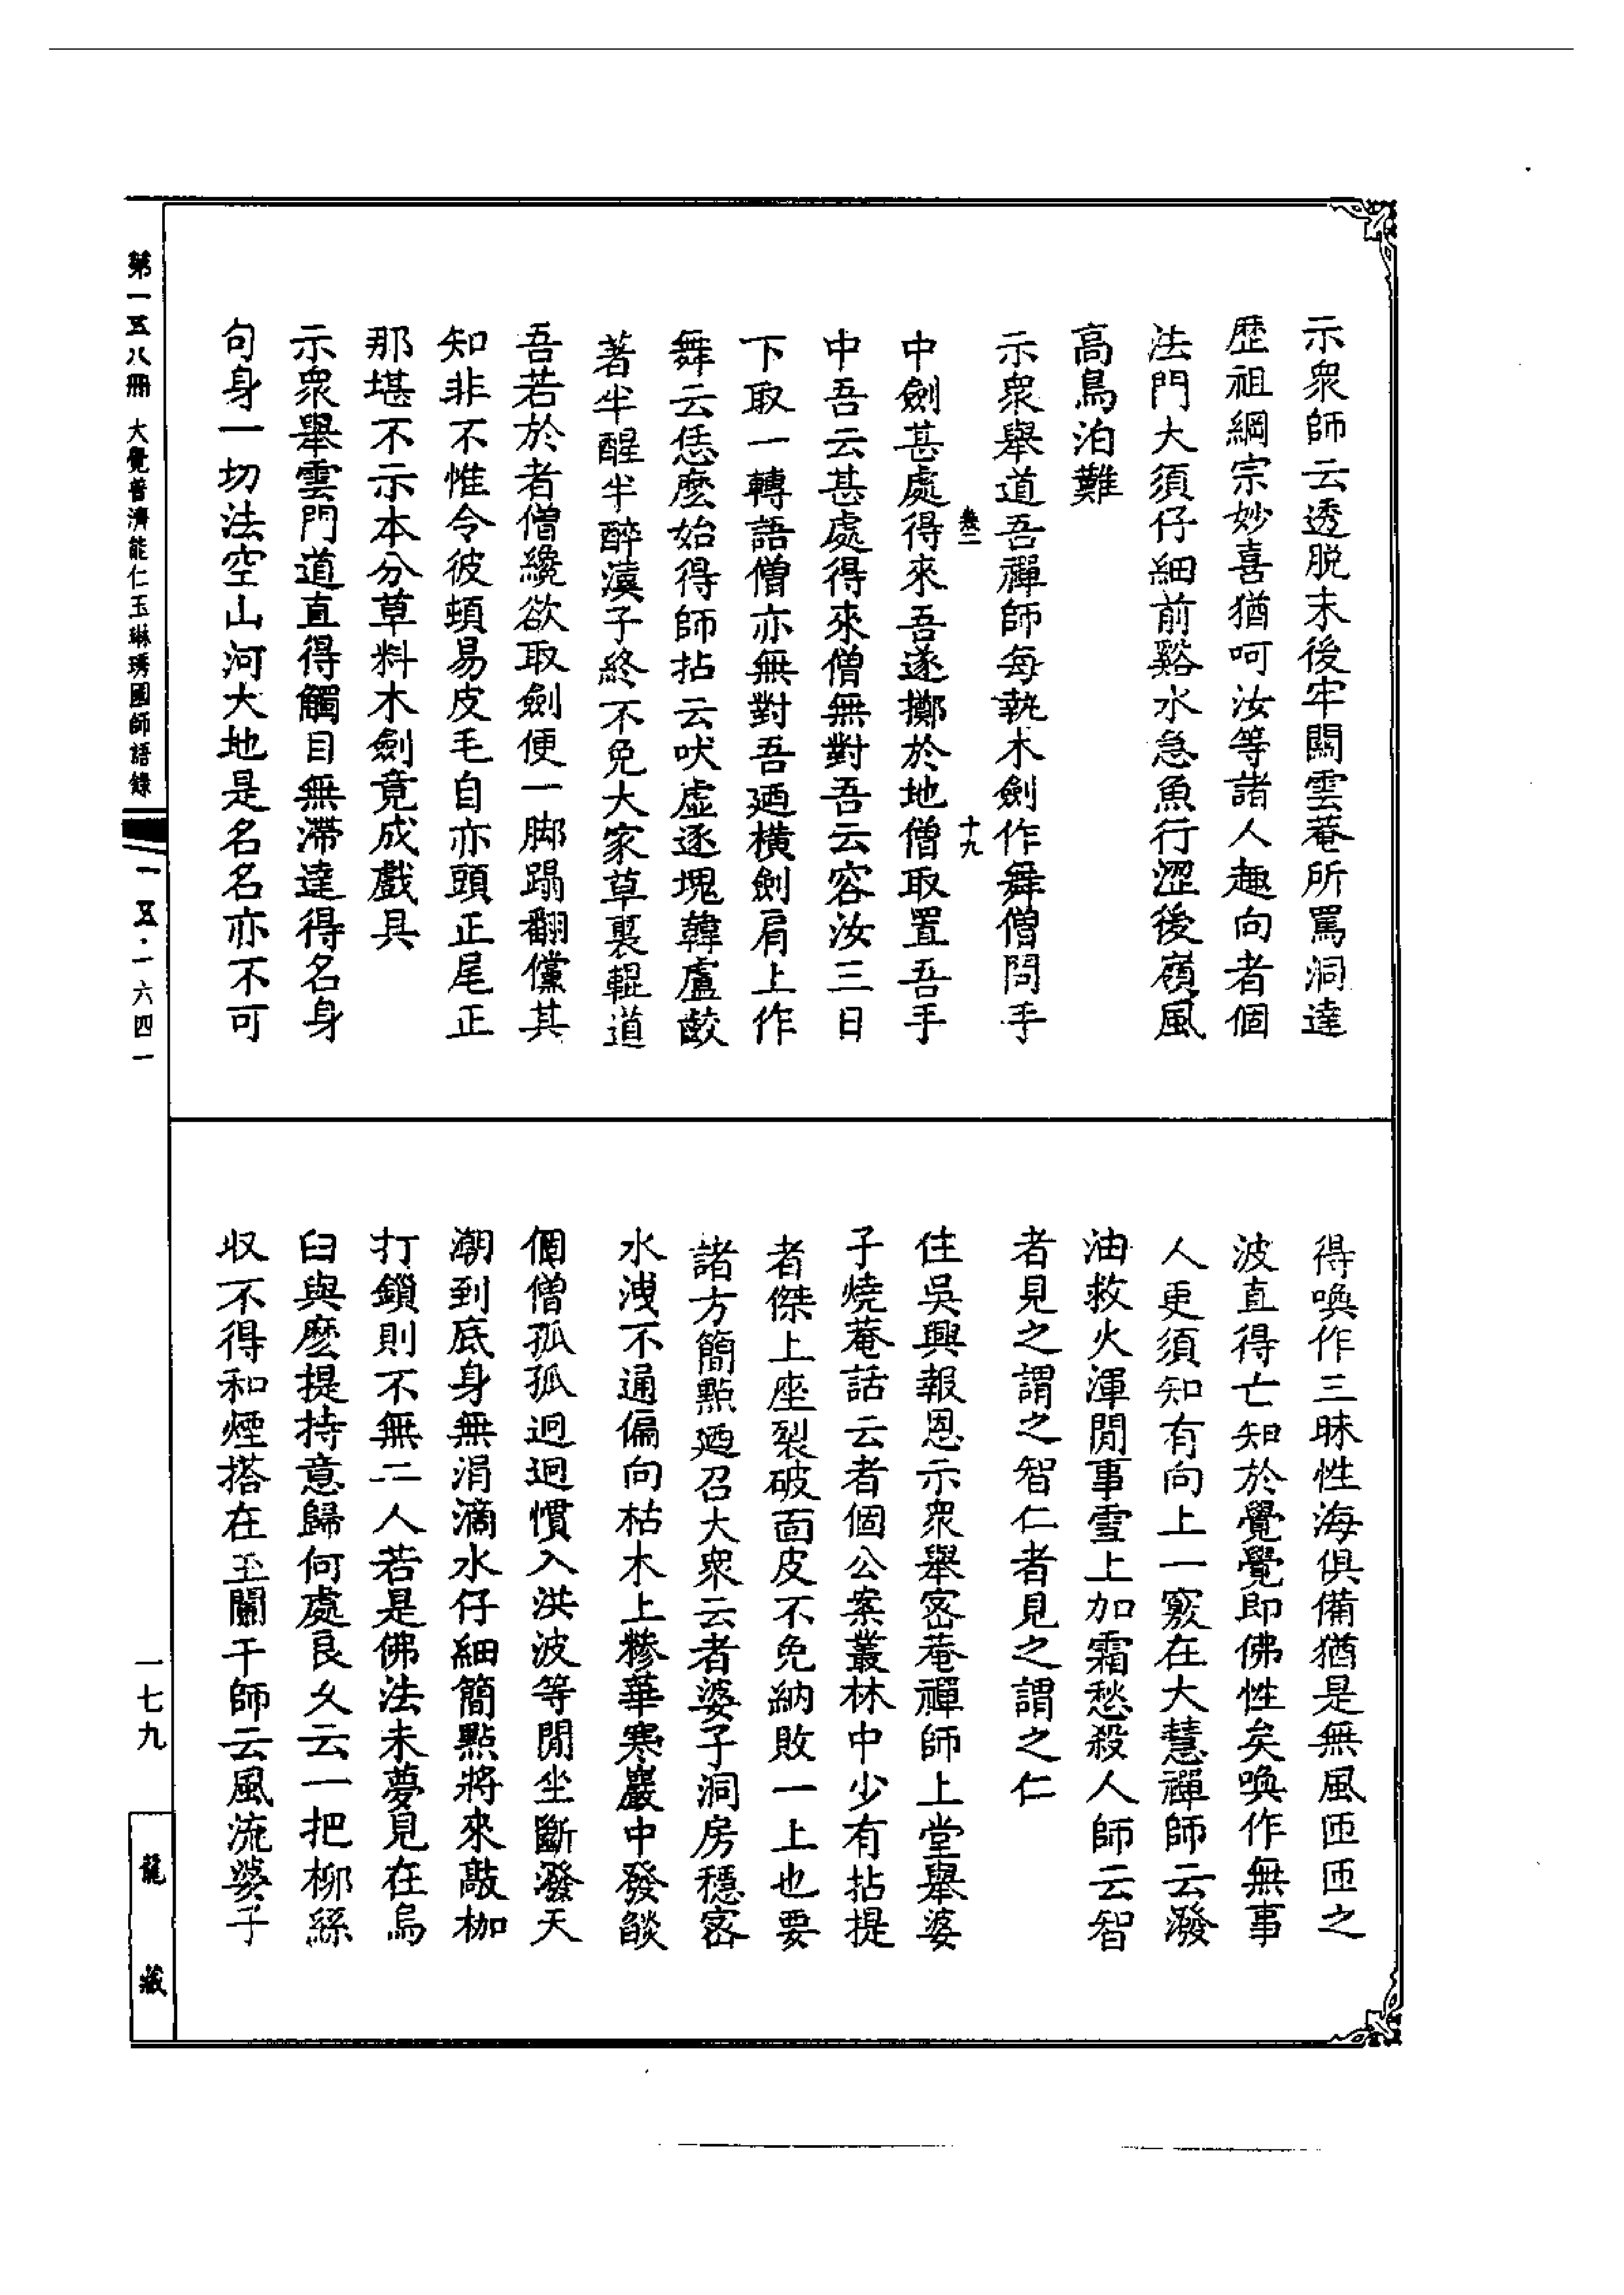 示衆師云透脱末後牢關雲菴所罵洞達
歷祖綱宗妙喜猶呵汝等諸人趣向者個
法門大須仔細前谿水急魚行澀後嶺風
高鳥泊難
示衆舉道吾禪師每執木劍作舞僧問手
卷二 十九
中劍甚處得來吾遂擲於地僧取置吾手
中吾云甚處得來僧無對吾云容汝三日
下取一轉語僧亦無對吾廼橫劍肩上作
舞云恁麽始得師拈云吠虛逐塊韓盧齩
著半醒半醉漢子終不免大家草裏輥道
吾若於者僧纔欲取劍便一脚蹋翻儻其
知非不惟令彼頓易皮毛自亦頭正尾正
那堪不示本分草料木劍竟成戲具
示衆舉雲門道直得觸目無滯達得名身
句身一切法空山河大地是名名亦不可
得喚作三昧性海俱備猶是無風匝匝之
波直得亡知於覺覺即佛性矣喚作無事
人更須知有向上一竅在大慧禪師云潑
油救火渾閒事雪上加霜愁殺人師云智
者見之謂之智仁者見之謂之仁
住吳興報恩示衆舉密菴禪師上堂舉婆
子燒菴話云者個公案叢林中少有拈提
者傑上座裂破面皮不免納敗一上也要
諸方簡點廼召大衆云者婆子洞房穩密
水洩不通偏向枯木上糝華寒巖中發燄
個僧孤孤迥迥慣入洪波等閒坐斷潑天
潮到底身無涓滴水仔細簡點將來敲枷
打鎖則不無二人若是佛法未夢見在烏
臼與麽提持意歸何處良久云一把柳絲
収不得和煙搭在玉闌干師云風流婆子
第一五八冊 大覺普濟能仁玉琳琇國師語錄
一五·一六四一
一七九
龍藏